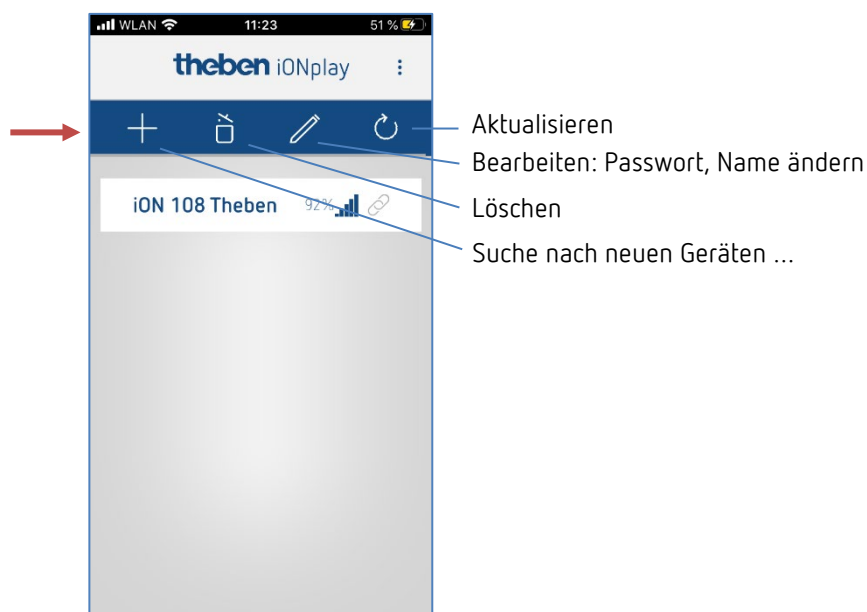 WLAN 11:23 51 %
theben iONplay
Aktualisieren
Bearbeiten: Passwort, Name ändern
iON 108 Theben 92%
Löschen
Suche nach neuen Geräten ...